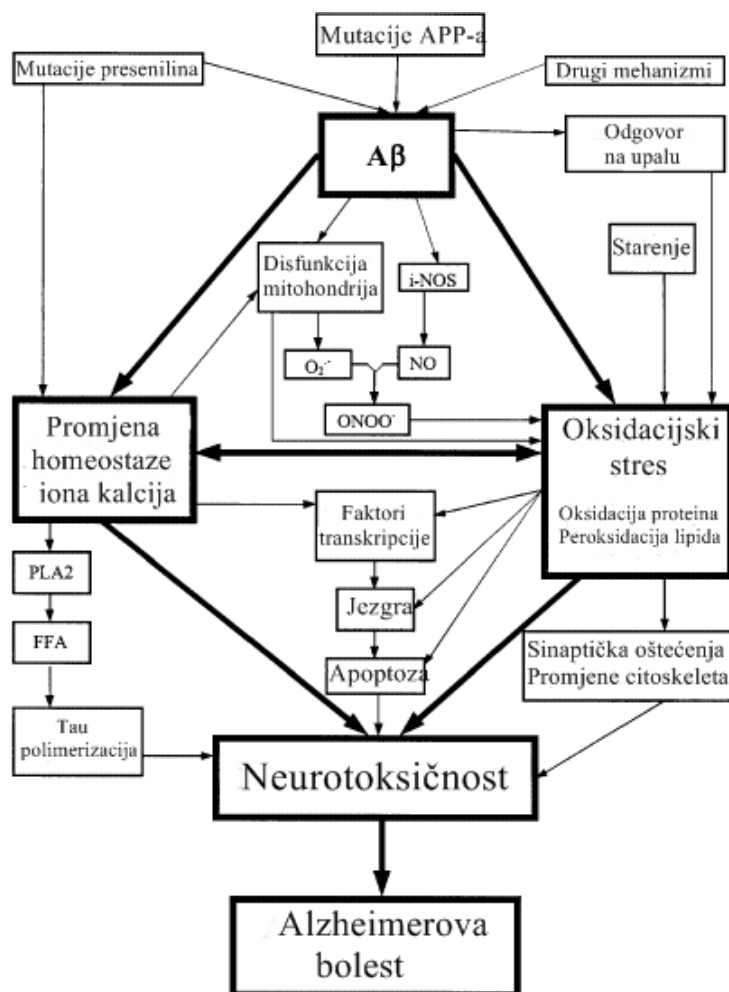 Mutacije APP-a
Mutacije presenilina
Drugi mehanizmi
Aβ
Odgovor
na upalu
Starenje
Disfunkcija
mitohondrija
i-NOS
O₂˙⁻
NO
ONOO⁻
Promjena
homeostaze
iona kalcija
Oksidacijski
stres
Oksidacija proteina
Peroksidacija lipida
Faktori
transkripcije
PLA2
Jezgra
FFA
Apoptoza
Sinaptička oštećenja
Promjene citoskeleta
Tau
polimerizacija
Neurotoksičnost
Alzheimerova
bolest